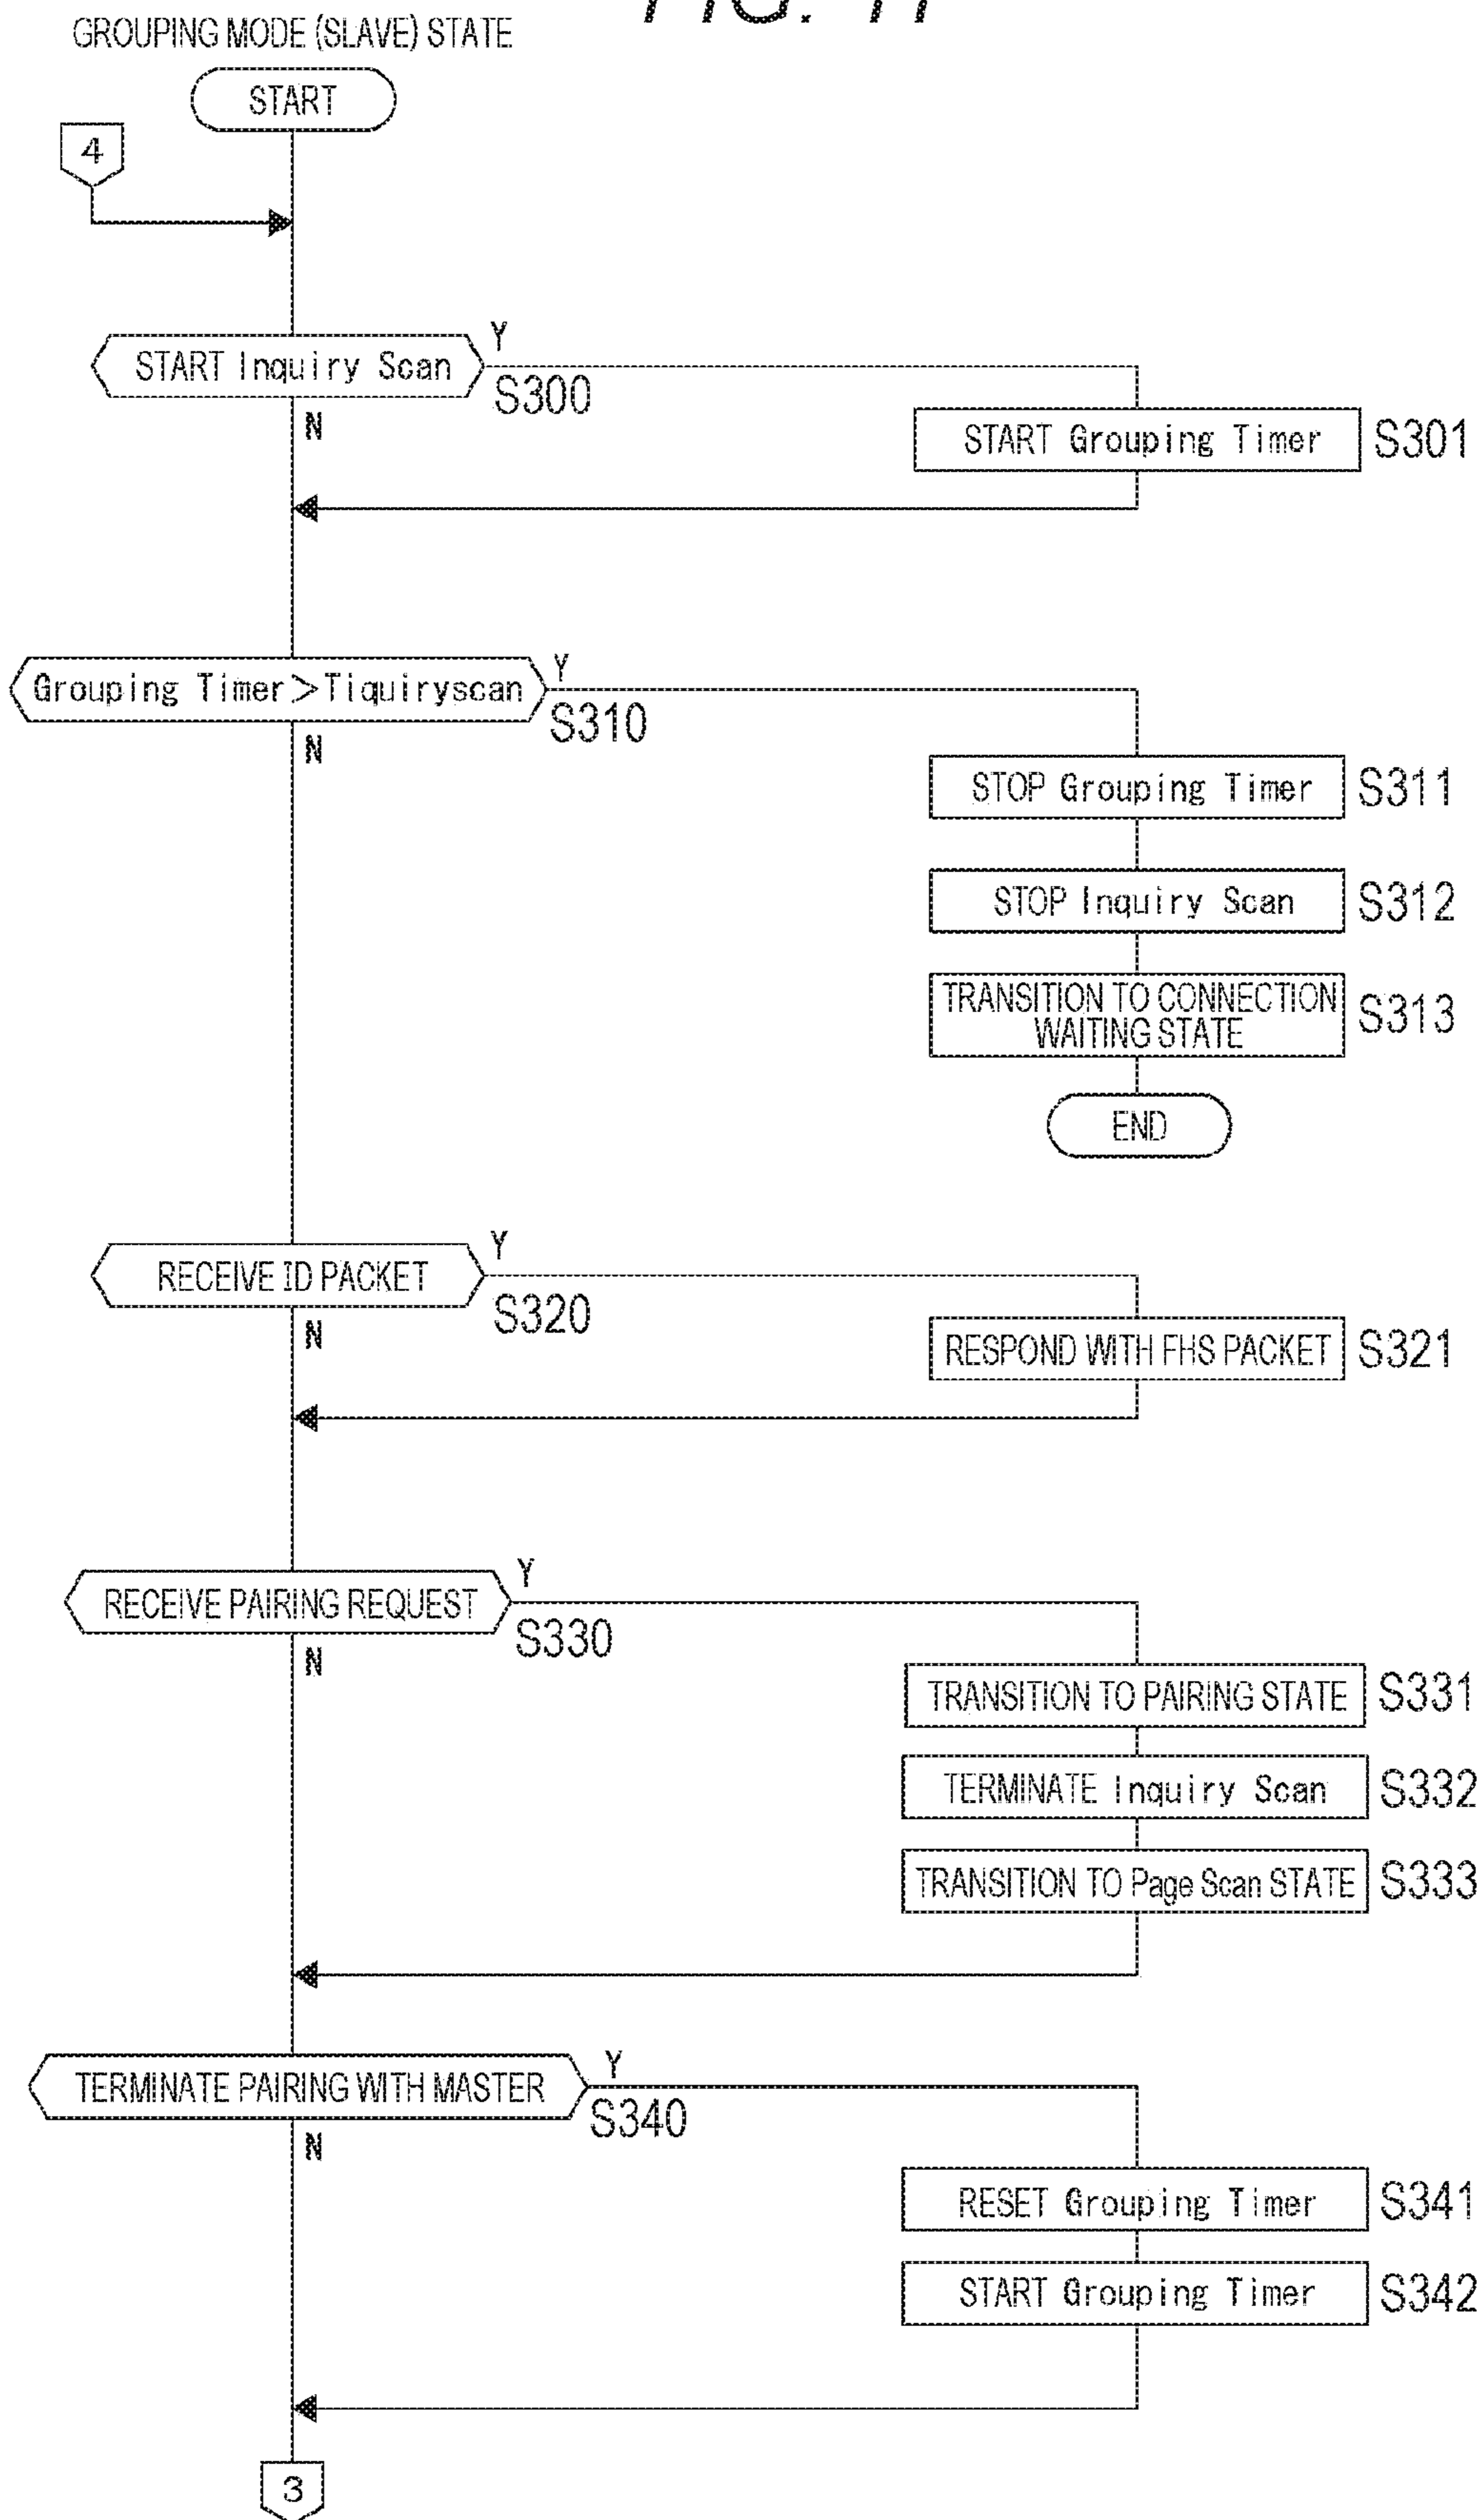 GROUPING MODE (SLAVE) STATE
START
4
START Inquiry Scan
Y
S300
N
START Grouping Timer
S301
Grouping Timer＞Tiquiryscan
Y
S310
N
STOP Grouping Timer
S311
STOP Inquiry Scan
S312
TRANSITION TO CONNECTION
WAITING STATE
S313
END
RECEIVE ID PACKET
Y
S320
N
RESPOND WITH FHS PACKET
S321
RECEIVE PAIRING REQUEST
Y
S330
N
TRANSITION TO PAIRING STATE
S331
TERMINATE Inquiry Scan
S332
TRANSITION TO Page Scan STATE
S333
TERMINATE PAIRING WITH MASTER
Y
S340
N
RESET Grouping Timer
S341
START Grouping Timer
S342
3